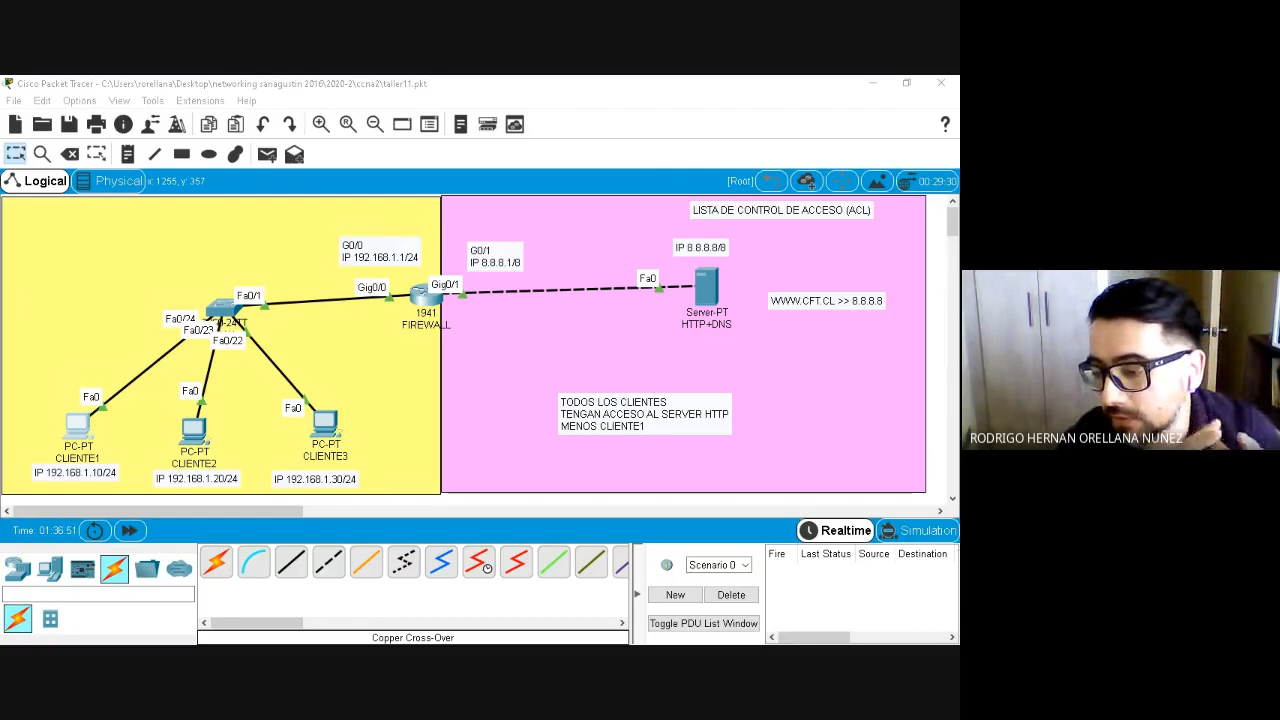 Cisco Packet Tracer - C:\Users\rorellana\Desktop\networking sanagustin 2016\2020-2\ccna2\taller11.pkt
File Edit Options View Tools Extensions Help
?
Logical Physical x: 1255, y: 357 [Root] 00:29:30
LISTA DE CONTROL DE ACCESO (ACL)
G0/0
IP 192.168.1.1/24
G0/1
IP 8.8.8.1/8
IP 8.8.8.8/8
Fa0
Gig0/0
Gig0/1
Fa0/1
WWW.CFT.CL >> 8.8.8.8
1941
FIREWALL
Server-PT
HTTP+DNS
Fa0/24
Fa0/23
Fa0/22
Fa0
Fa0
Fa0
TODOS LOS CLIENTES
TENGAN ACCESO AL SERVER HTTP
MENOS CLIENTE1
PC-PT
CLIENTE1
IP 192.168.1.10/24
PC-PT
CLIENTE2
IP 192.168.1.20/24
PC-PT
CLIENTE3
IP 192.168.1.30/24
RODRIGO HERNAN ORELLANA NUNEZ
Time: 01:36:51
Realtime Simulation
Scenario 0
New Delete
Toggle PDU List Window
Fire Last Status Source Destination
Copper Cross-Over